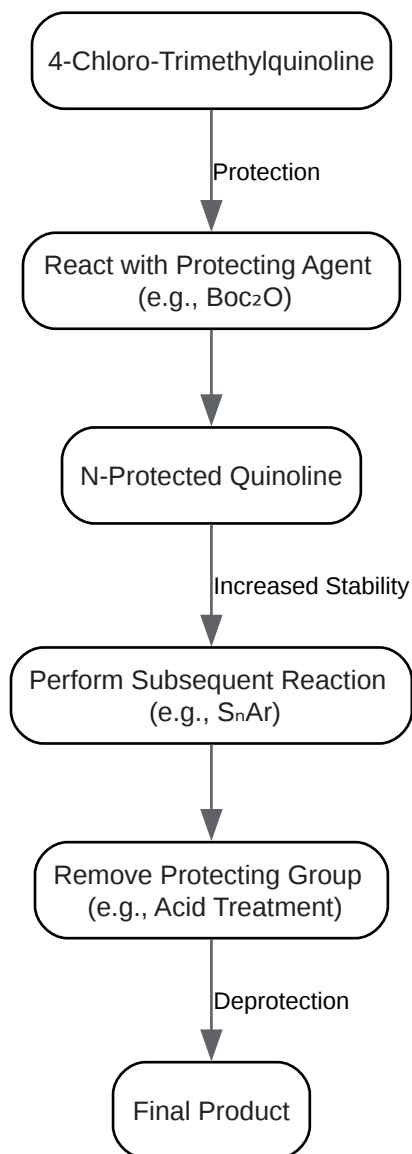 4-Chloro-Trimethylquinoline
Protection
React with Protecting Agent
(e.g., Boc₂O)
N-Protected Quinoline
Increased Stability
Perform Subsequent Reaction
(e.g., SₙAr)
Remove Protecting Group
(e.g., Acid Treatment)
Deprotection
Final Product